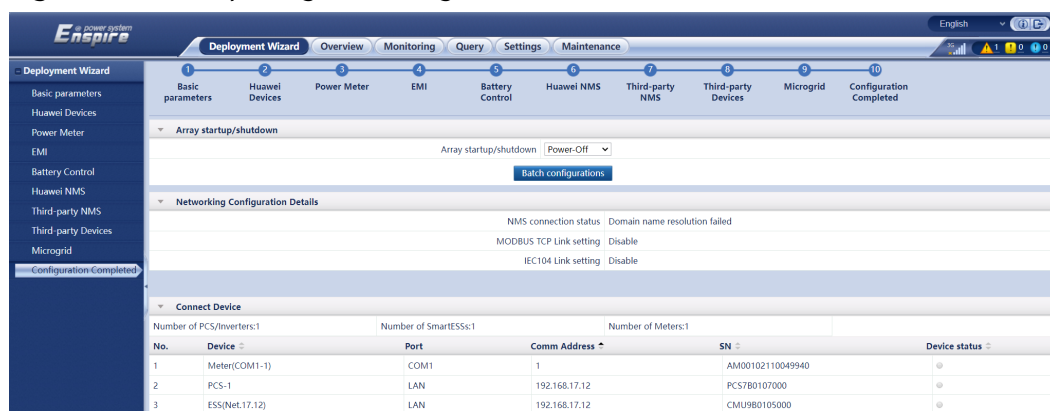 e power system
Enspire
English
Deployment Wizard Overview Monitoring Query Settings Maintenance
1 0 0
Deployment Wizard
Basic parameters
Huawei Devices
Power Meter
EMI
Battery Control
Huawei NMS
Third-party NMS
Third-party Devices
Microgrid
Configuration Completed
1 2 3 4 5 6 7 8 9 10
Basic parameters
Huawei Devices
Power Meter
EMI
Battery Control
Huawei NMS
Third-party NMS
Third-party Devices
Microgrid
Configuration Completed
Array startup/shutdown
Array startup/shutdown Power-Off
Batch configurations
Networking Configuration Details
NMS connection status Domain name resolution failed
MODBUS TCP Link setting Disable
IEC104 Link setting Disable
Connect Device
Number of PCS/Inverters:1 Number of SmartESSs:1 Number of Meters:1
No. Device Port Comm Address SN Device status
1 Meter(COM1-1) COM1 1 AM00102110049940
2 PCS-1 LAN 192.168.17.12 PCS7B0107000
3 ESS(Net.17.12) LAN 192.168.17.12 CMU9B0105000